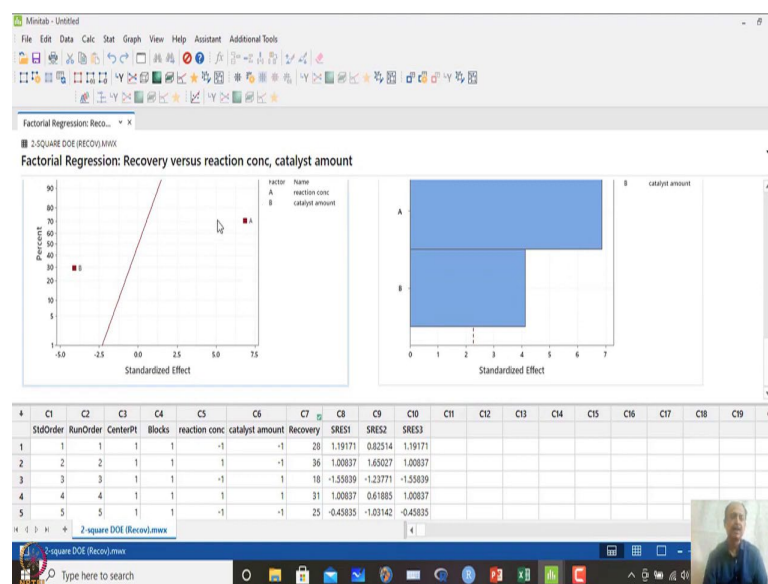 Minitab - Untitled
File Edit Data Calc Stat Graph View Help Assistant Additional Tools
Factorial Regression: Reco...
2-SQUARE DOE (RECOV).MWX
Factorial Regression: Recovery versus reaction conc, catalyst amount
Factor Name
A reaction conc
B catalyst amount
90
80
70
60
50
40
30
20
10
5
1
Percent
A
B
-5.0 -2.5 0.0 2.5 5.0 7.5
Standardized Effect
B catalyst amount
A
B
0 1 2 3 4 5 6 7
Standardized Effect
C1 C2 C3 C4 C5 C6 C7 C8 C9 C10 C11 C12 C13 C14 C15 C16 C17 C18 C19
StdOrder RunOrder CenterPt Blocks reaction conc catalyst amount Recovery SRES1 SRES2 SRES3
1 1 1 1 1 -1 -1 28 1.19171 0.82514 1.19171
2 2 2 1 1 1 -1 36 1.00837 1.65027 1.00837
3 3 3 1 1 -1 1 18 -1.55839 -1.23771 -1.55839
4 4 4 1 1 1 1 31 1.00837 0.61885 1.00837
5 5 5 1 1 -1 -1 25 -0.45835 -1.03142 -0.45835
2-square DOE (Recov).mwx
2-square DOE (Recov).mwx
Type here to search
NPTEL